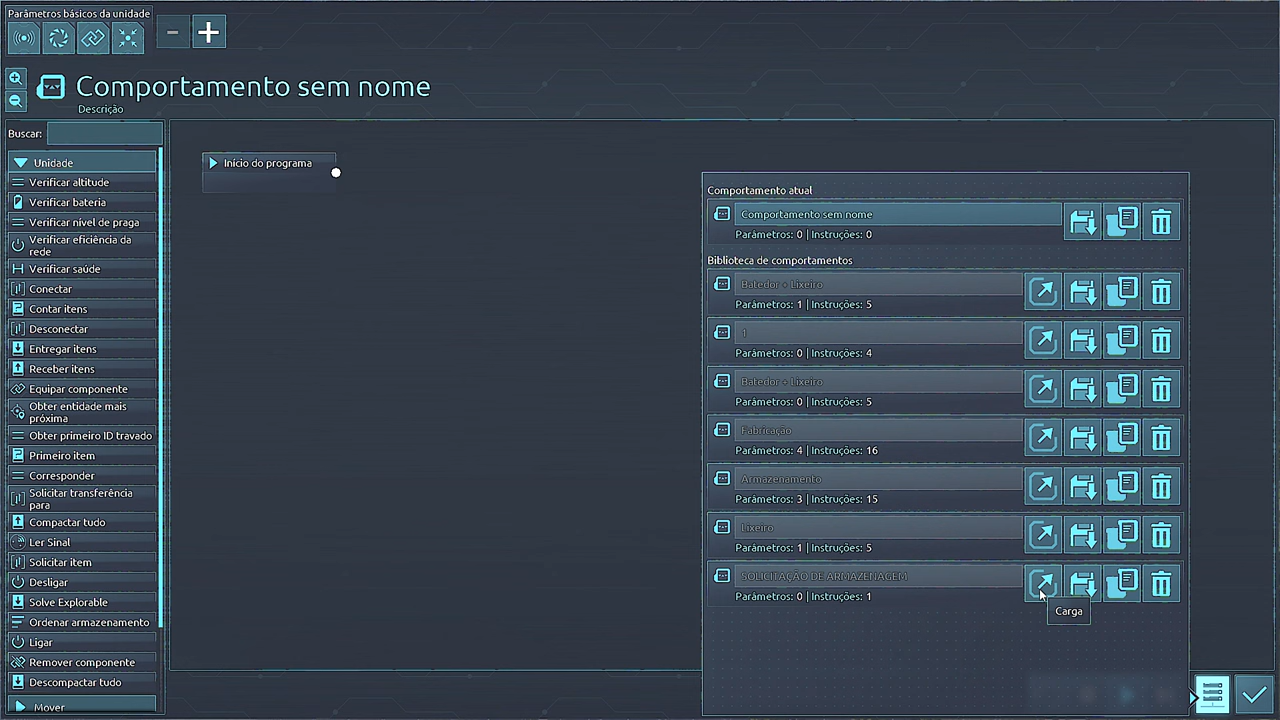 Parâmetros básicos da unidade
Comportamento sem nome
Descrição
Buscar:
Unidade
Verificar altitude
Verificar bateria
Verificar nível de praga
Verificar eficiência da
rede
Verificar saúde
Conectar
Contar itens
Desconectar
Entregar itens
Receber itens
Equipar componente
Obter entidade mais
próxima
Obter primeiro ID travado
Primeiro item
Corresponder
Solicitar transferência
para
Compactar tudo
Ler Sinal
Solicitar item
Desligar
Solve Explorable
Ordenar armazenamento
Ligar
Remover componente
Descompactar tudo
Mover
Início do programa
Comportamento atual
Comportamento sem nome
Parâmetros: 0 | Instruções: 0
Biblioteca de comportamentos
Batedor + Lixeiro
Parâmetros: 1 | Instruções: 5
1
Parâmetros: 0 | Instruções: 4
Batedor + Lixeiro
Parâmetros: 0 | Instruções: 5
Fabricação
Parâmetros: 4 | Instruções: 16
Armazenamento
Parâmetros: 3 | Instruções: 15
Lixeiro
Parâmetros: 1 | Instruções: 5
SOLICITAÇÃO DE ARMAZENAGEM
Parâmetros: 0 | Instruções: 1
Carga